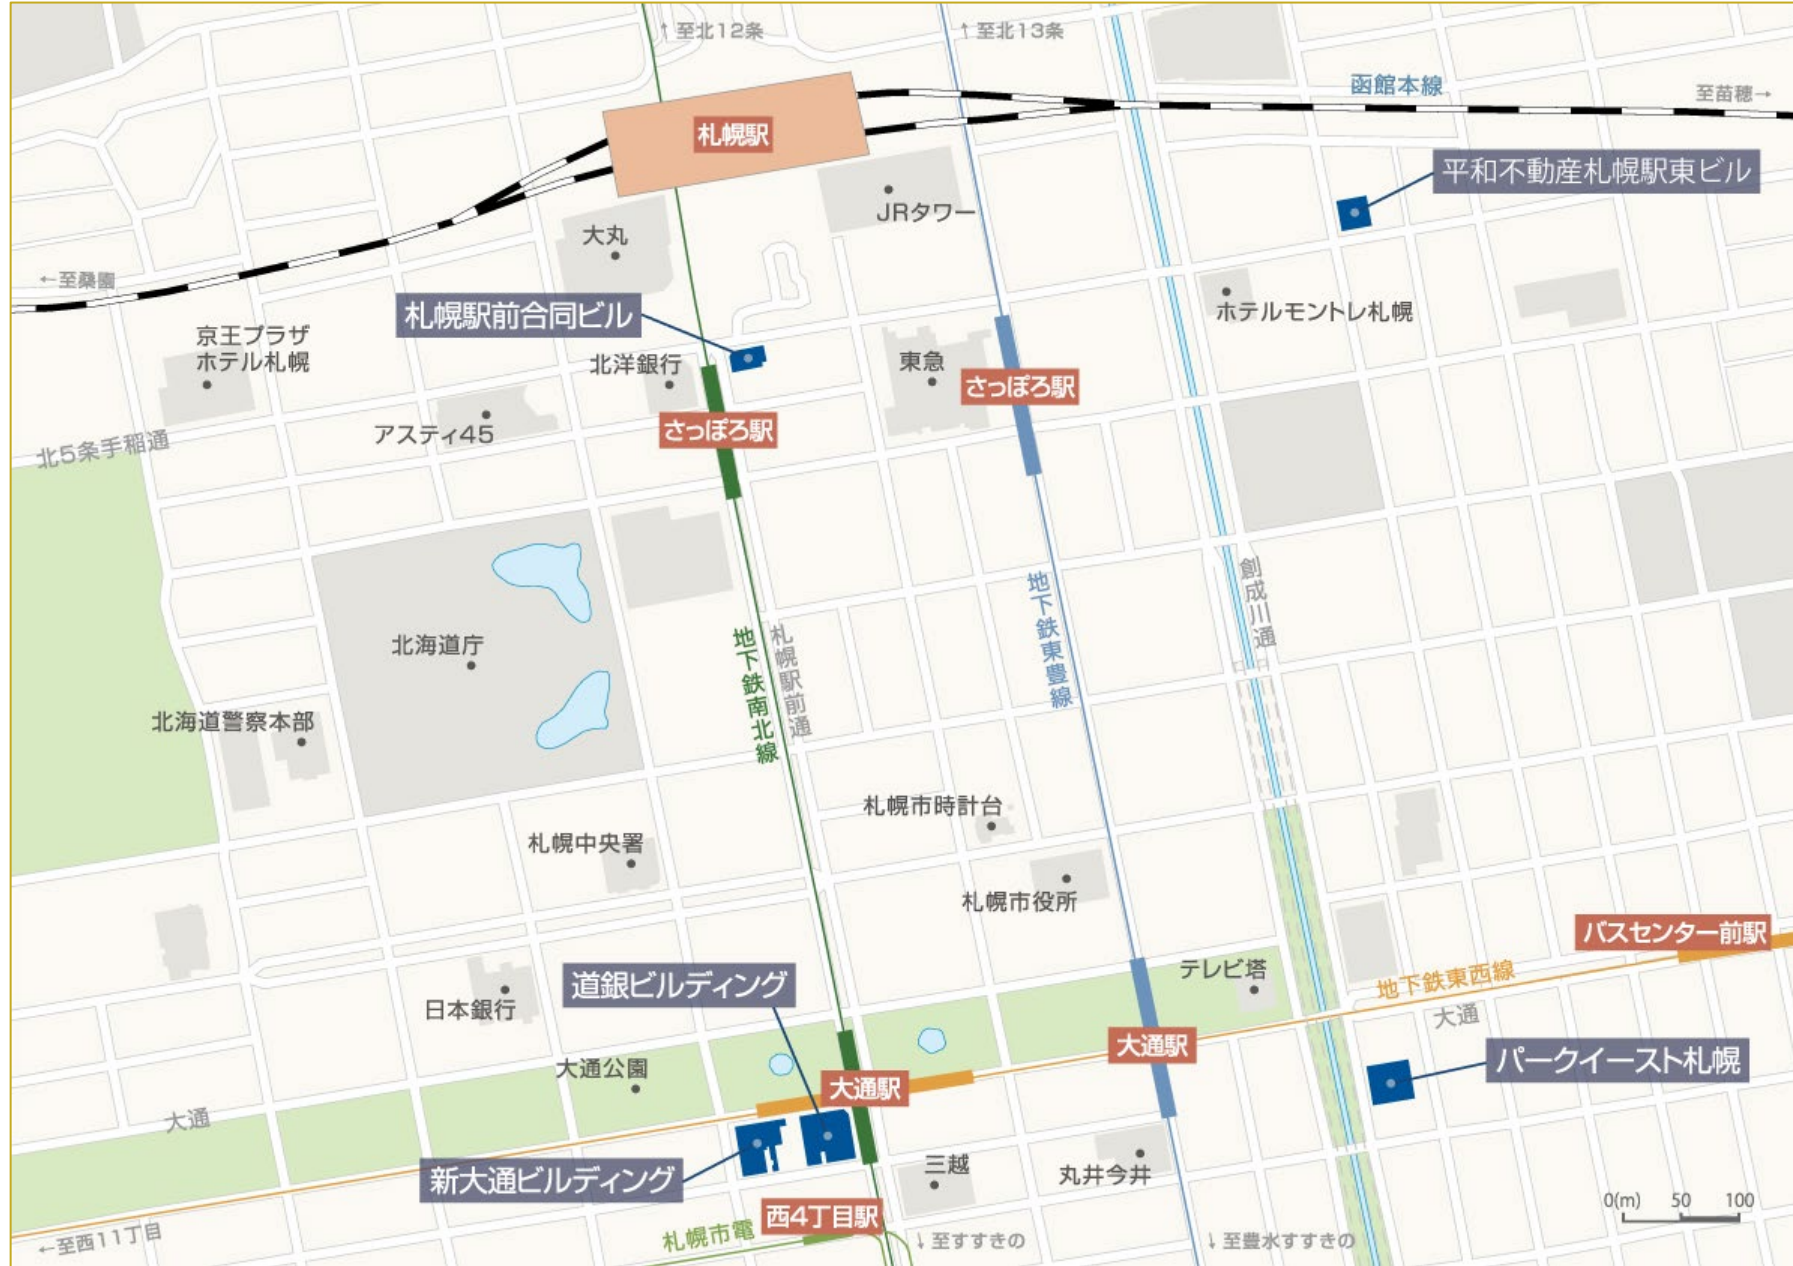 ↑至北12条
↑至北13条
函館本線
至苗穂→
札幌駅
平和不動産札幌駅東ビル
JRタワー
大丸
←至桑園
札幌駅前合同ビル
ホテルモントレ札幌
京王プラザ
ホテル札幌
北洋銀行
東急
さっぽろ駅
さっぽろ駅
アスティ45
北5条手稲通
創成川通
地下鉄東豊線
地下鉄南北線
札幌駅前通
北海道庁
北海道警察本部
札幌市時計台
札幌中央署
札幌市役所
バスセンター前駅
テレビ塔
地下鉄東西線
大通
道銀ビルディング
日本銀行
大通駅
パークイースト札幌
大通公園
大通駅
大通
三越
丸井今井
新大通ビルディング
西4丁目駅
札幌市電
0(m) 50 100
←至西11丁目
↓至すすきの
↓至豊水すすきの